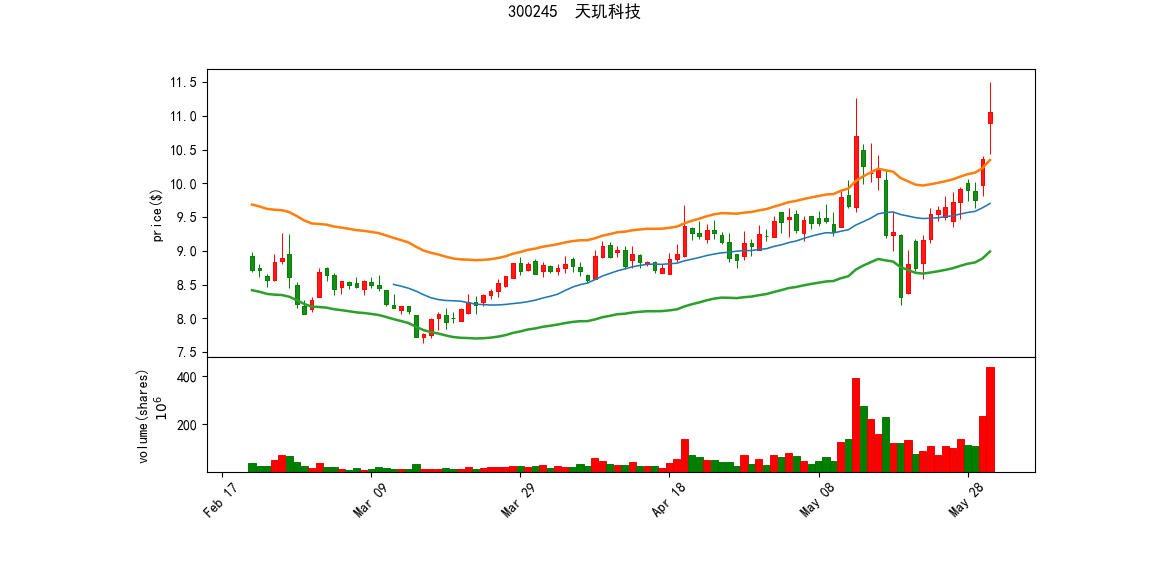 300245 天玑科技
11.5
11.0
10.5
10.0
9.5
9.0
8.5
8.0
7.5
price($)
400
200
volume(shares)
10^6
Feb 17
Mar 09
Mar 29
Apr 18
May 08
May 28